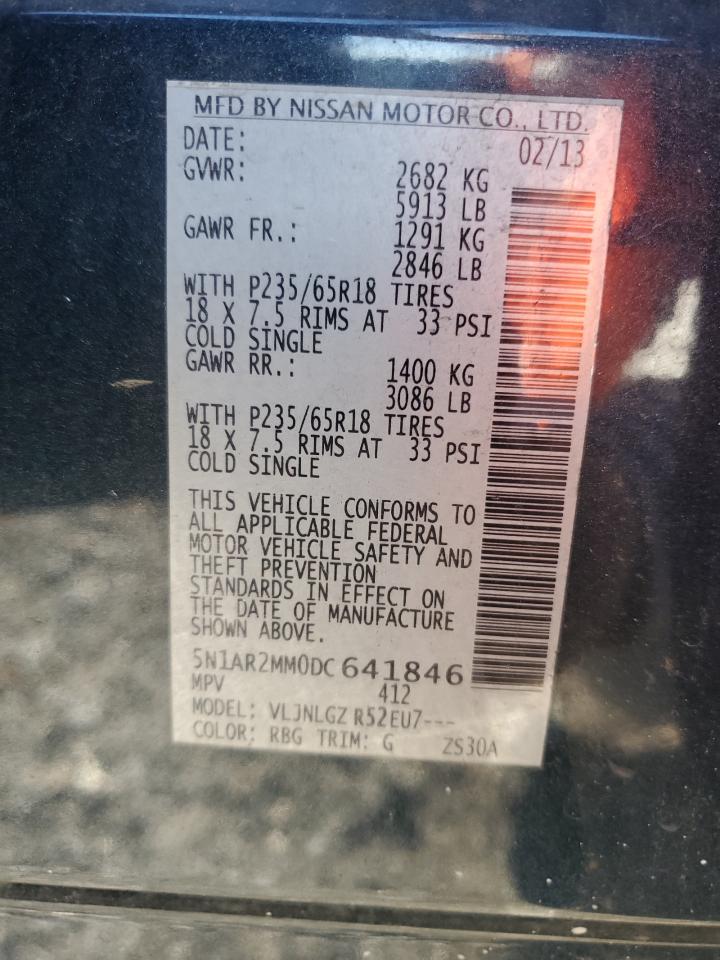 MFD BY NISSAN MOTOR CO., LTD.
DATE: 02/13
GVWR: 2682 KG
5913 LB
GAWR FR.: 1291 KG
2846 LB
WITH P235/65R18 TIRES
18 X 7.5 RIMS AT 33 PSI
COLD SINGLE
GAWR RR.: 1400 KG
3086 LB
WITH P235/65R18 TIRES
18 X 7.5 RIMS AT 33 PSI
COLD SINGLE
THIS VEHICLE CONFORMS TO
ALL APPLICABLE FEDERAL
MOTOR VEHICLE SAFETY AND
THEFT PREVENTION
STANDARDS IN EFFECT ON
THE DATE OF MANUFACTURE
SHOWN ABOVE.
5N1AR2MM0DC 641846
MPV 412
MODEL: VLJNLGZ R52EU7---
COLOR: RBG TRIM: G ZS30A